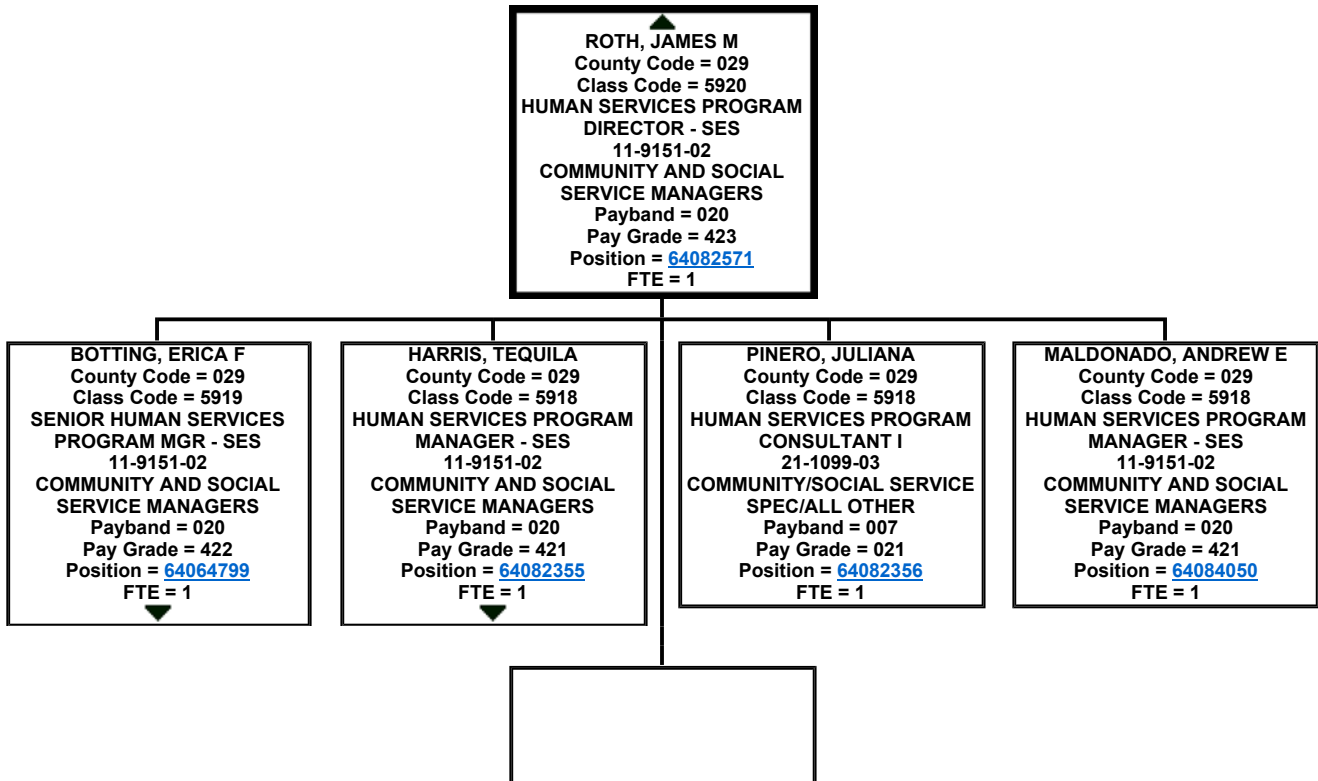 ROTH, JAMES M
County Code = 029
Class Code = 5920
HUMAN SERVICES PROGRAM
DIRECTOR - SES
11-9151-02
COMMUNITY AND SOCIAL
SERVICE MANAGERS
Payband = 020
Pay Grade = 423
Position = 64082571
FTE = 1
BOTTING, ERICA F
County Code = 029
Class Code = 5919
SENIOR HUMAN SERVICES
PROGRAM MGR - SES
11-9151-02
COMMUNITY AND SOCIAL
SERVICE MANAGERS
Payband = 020
Pay Grade = 422
Position = 64064799
FTE = 1
HARRIS, TEQUILA
County Code = 029
Class Code = 5918
HUMAN SERVICES PROGRAM
MANAGER - SES
11-9151-02
COMMUNITY AND SOCIAL
SERVICE MANAGERS
Payband = 020
Pay Grade = 421
Position = 64082355
FTE = 1
PINERO, JULIANA
County Code = 029
Class Code = 5918
HUMAN SERVICES PROGRAM
CONSULTANT I
21-1099-03
COMMUNITY/SOCIAL SERVICE
SPEC/ALL OTHER
Payband = 007
Pay Grade = 021
Position = 64082356
FTE = 1
MALDONADO, ANDREW E
County Code = 029
Class Code = 5918
HUMAN SERVICES PROGRAM
MANAGER - SES
11-9151-02
COMMUNITY AND SOCIAL
SERVICE MANAGERS
Payband = 020
Pay Grade = 421
Position = 64084050
FTE = 1